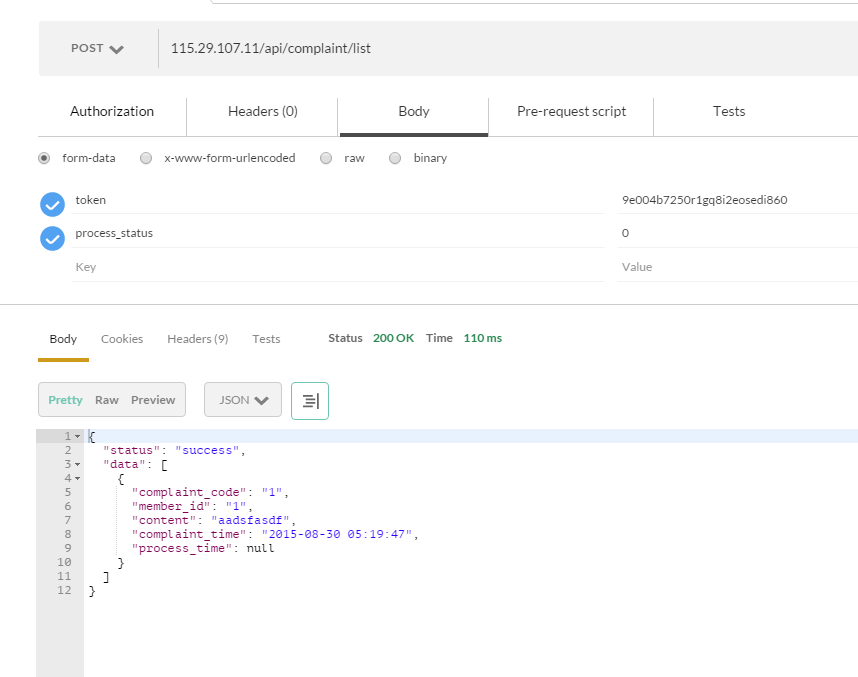 POST 115.29.107.11/api/complaint/list
Authorization Headers (0) Body Pre-request script Tests
form-data x-www-form-urlencoded raw binary
token 9e004b7250r1gq8i2eosedi860
process_status 0
Key Value
Body Cookies Headers (9) Tests Status 200 OK Time 110 ms
Pretty Raw Preview JSON
1 {
2 "status": "success",
3 "data": [
4 {
5 "complaint_code": "1",
6 "member_id": "1",
7 "content": "aadsfasdf",
8 "complaint_time": "2015-08-30 05:19:47",
9 "process_time": null
10 }
11 ]
12 }